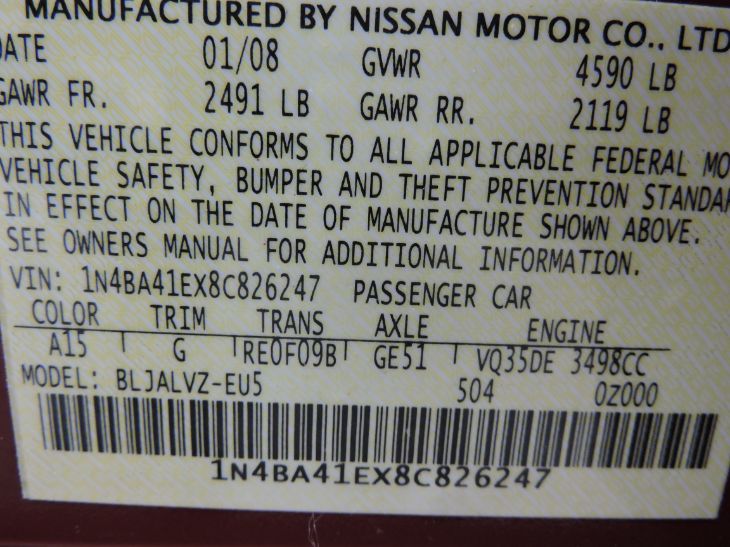 MANUFACTURED BY NISSAN MOTOR CO., LTD
DATE 01/08 GVWR 4590 LB
GAWR FR. 2491 LB GAWR RR. 2119 LB
THIS VEHICLE CONFORMS TO ALL APPLICABLE FEDERAL MO
VEHICLE SAFETY, BUMPER AND THEFT PREVENTION STANDAR
IN EFFECT ON THE DATE OF MANUFACTURE SHOWN ABOVE.
SEE OWNERS MANUAL FOR ADDITIONAL INFORMATION.
VIN: 1N4BA41EX8C826247 PASSENGER CAR
COLOR TRIM TRANS AXLE ENGINE
A15 G RE0F09B GE51 VQ35DE 3498CC
MODEL: BLJALVZ-EU5 504 0Z000
1N4BA41EX8C826247